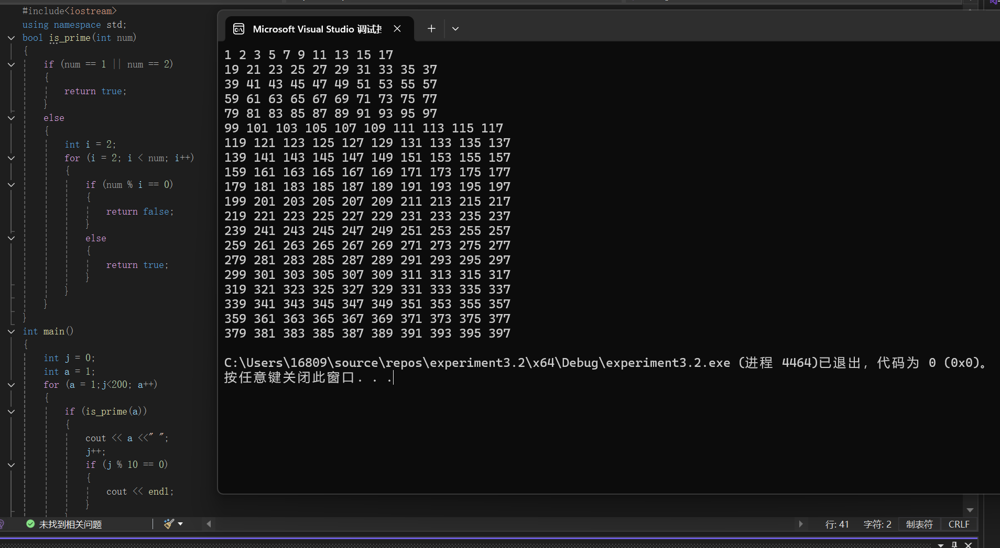 #include<iostream>
using namespace std;
bool is_prime(int num)
{
if (num == 1 || num == 2)
{
return true;
}
else
{
int i = 2;
for (i = 2; i < num; i++)
{
if (num % i == 0)
{
return false;
}
else
{
return true;
}
}
}
}
int main()
{
int j = 0;
int a = 1;
for (a = 1;j<200; a++)
{
if (is_prime(a))
{
cout << a <<" ";
j++;
if (j % 10 == 0)
{
cout << endl;
}
未找到相关问题
行: 41 字符: 2 制表符 CRLF
Microsoft Visual Studio 调试
1 2 3 5 7 9 11 13 15 17
19 21 23 25 27 29 31 33 35 37
39 41 43 45 47 49 51 53 55 57
59 61 63 65 67 69 71 73 75 77
79 81 83 85 87 89 91 93 95 97
99 101 103 105 107 109 111 113 115 117
119 121 123 125 127 129 131 133 135 137
139 141 143 145 147 149 151 153 155 157
159 161 163 165 167 169 171 173 175 177
179 181 183 185 187 189 191 193 195 197
199 201 203 205 207 209 211 213 215 217
219 221 223 225 227 229 231 233 235 237
239 241 243 245 247 249 251 253 255 257
259 261 263 265 267 269 271 273 275 277
279 281 283 285 287 289 291 293 295 297
299 301 303 305 307 309 311 313 315 317
319 321 323 325 327 329 331 333 335 337
339 341 343 345 347 349 351 353 355 357
359 361 363 365 367 369 371 373 375 377
379 381 383 385 387 389 391 393 395 397
C:\Users\16809\source\repos\experiment3.2\x64\Debug\experiment3.2.exe (进程 4464)已退出，代码为 0 (0x0)。
按任意键关闭此窗口. . .